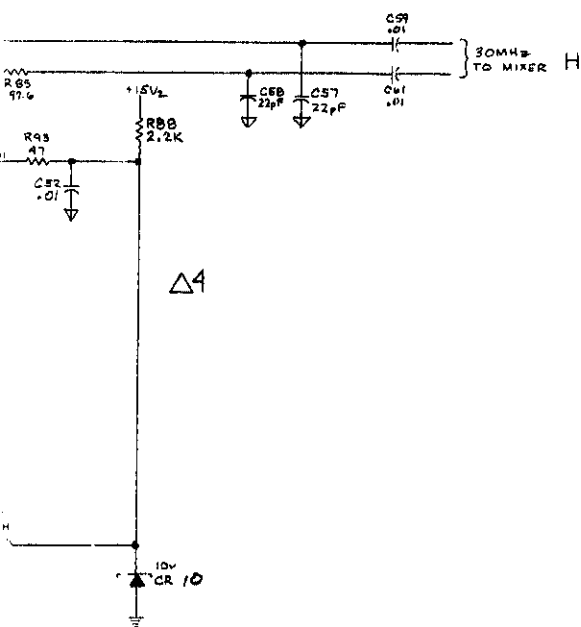 C59
.01
30MHz
TO MIXER
H
R85
97.6
C58
22pF
C57
22pF
C61
.01
+15V2
R88
2.2K
R93
47
C52
.01
△4
H
10V
CR 10